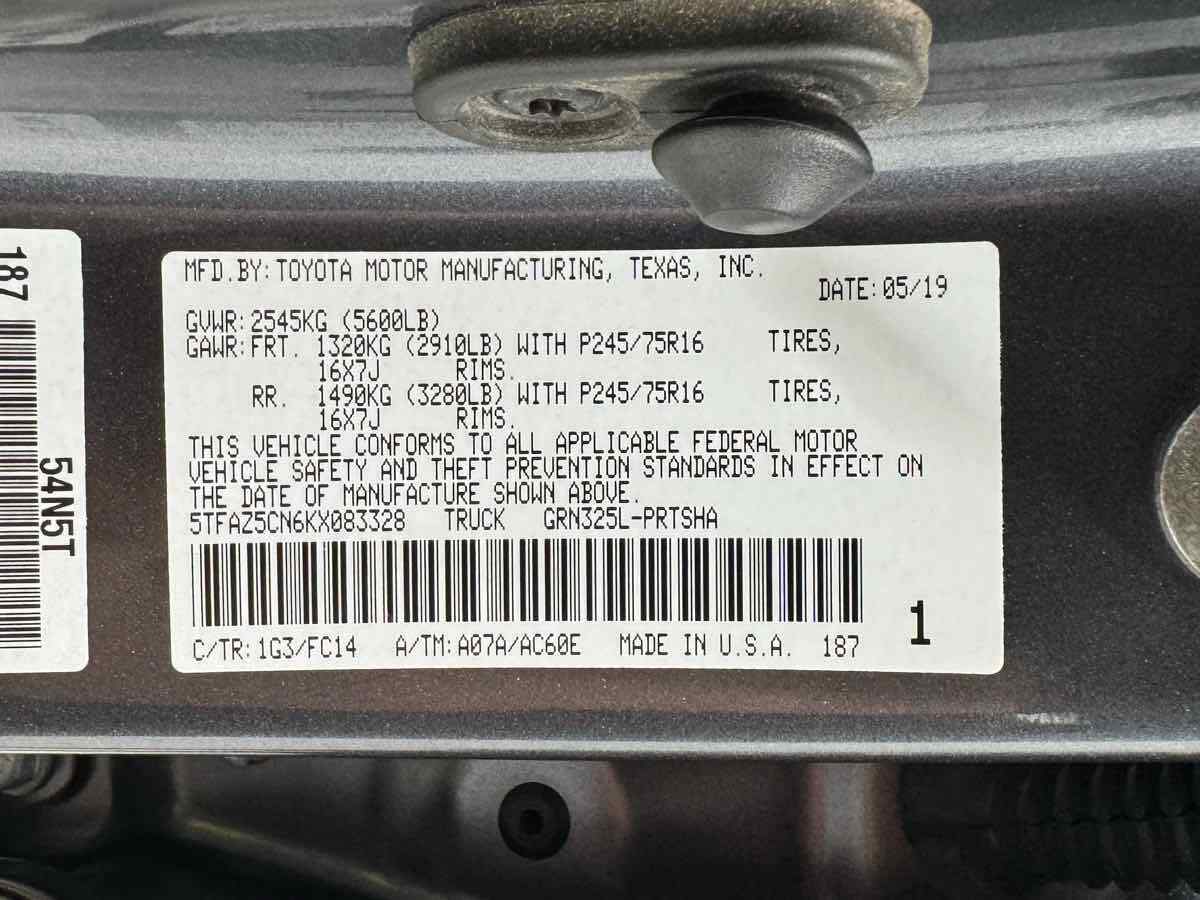 187
54N5T
MFD.BY:TOYOTA MOTOR MANUFACTURING, TEXAS, INC.
DATE:05/19
GVWR:2545KG (5600LB)
GAWR:FRT. 1320KG (2910LB) WITH P245/75R16 TIRES,
16X7J RIMS.
RR. 1490KG (3280LB) WITH P245/75R16 TIRES,
16X7J RIMS.
THIS VEHICLE CONFORMS TO ALL APPLICABLE FEDERAL MOTOR
VEHICLE SAFETY AND THEFT PREVENTION STANDARDS IN EFFECT ON
THE DATE OF MANUFACTURE SHOWN ABOVE.
5TFAZ5CN6KX083328 TRUCK GRN325L-PRTSHA
1
C/TR:1G3/FC14 A/TM:A07A/AC60E MADE IN U.S.A. 187